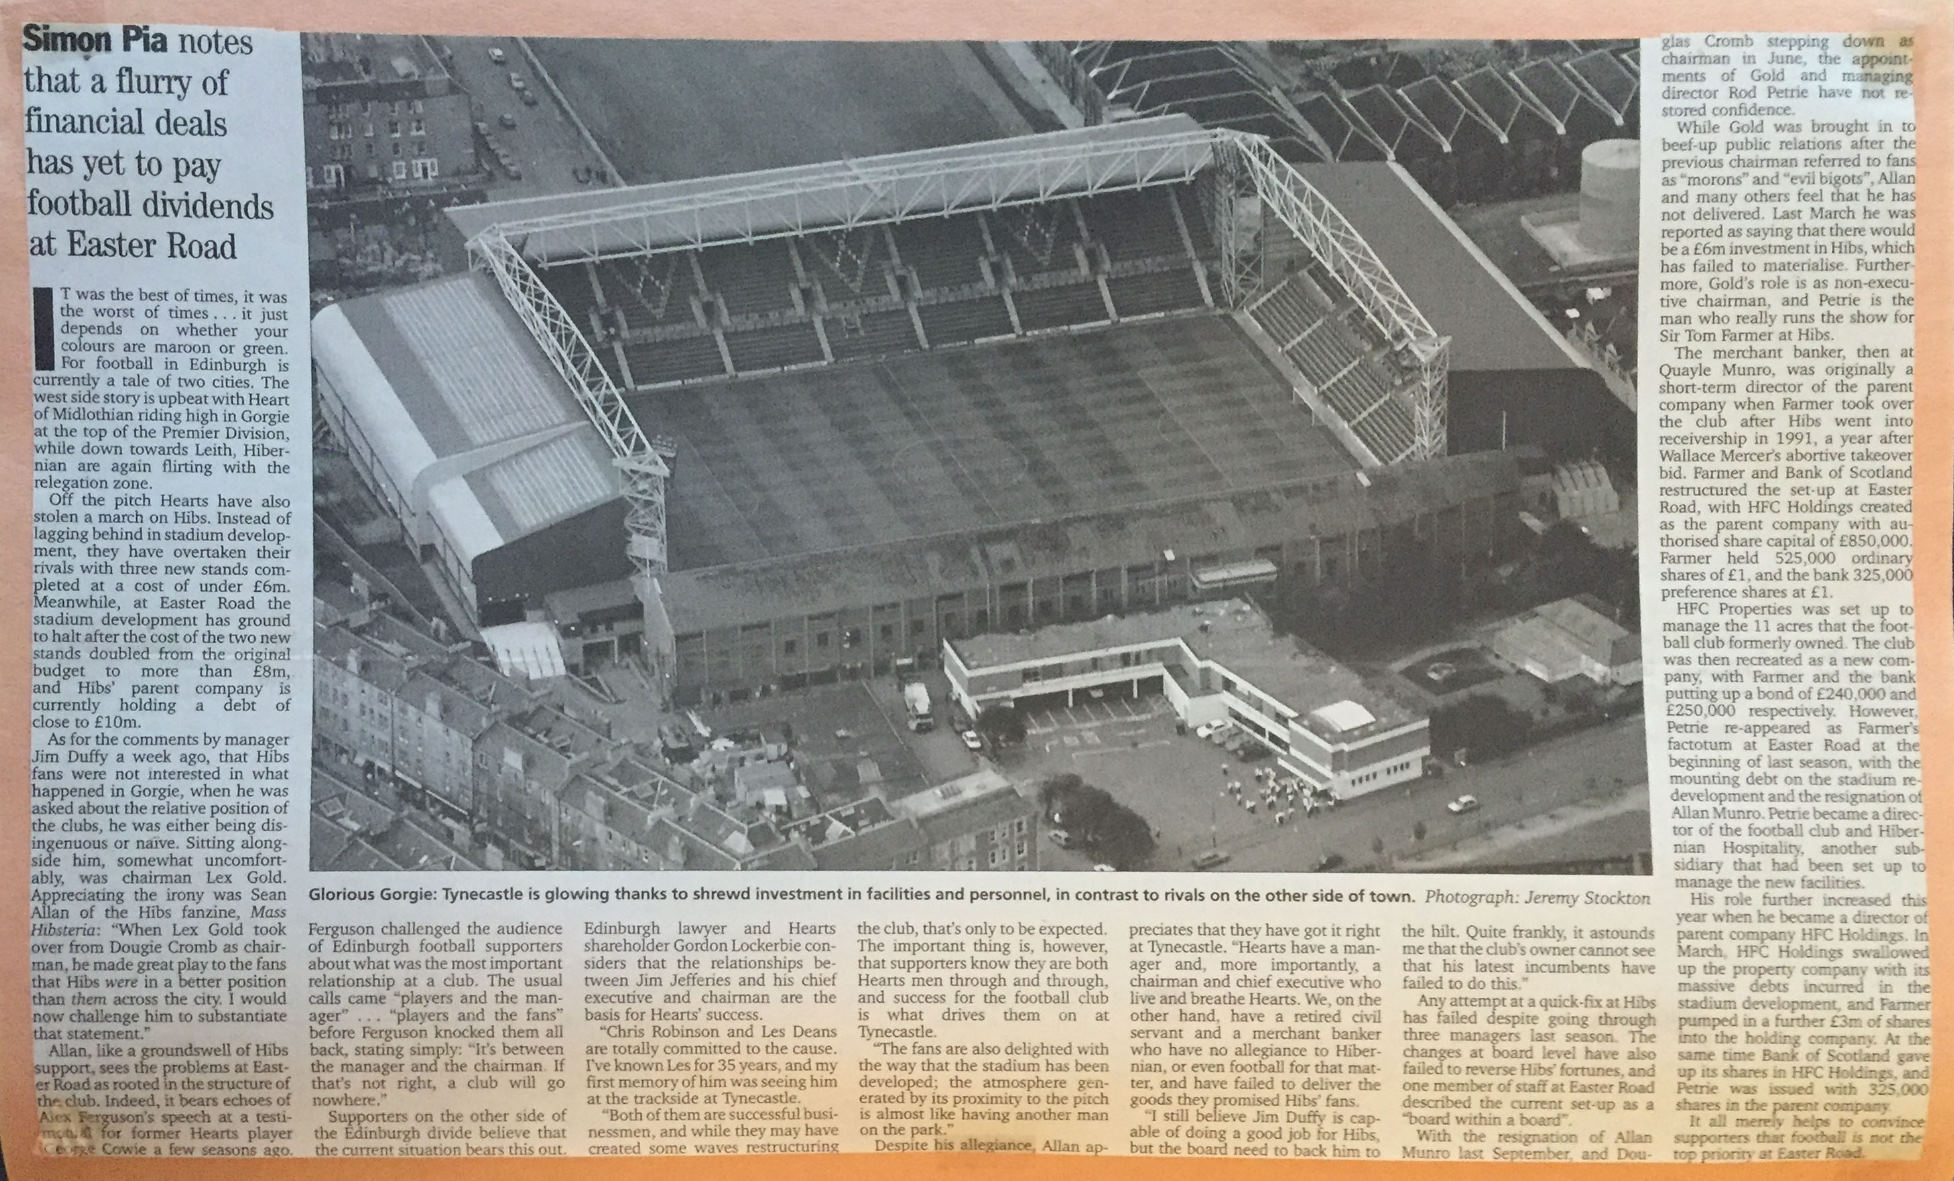 Simon Pia notes
that a flurry of
financial deals
has yet to pay
football dividends
at Easter Road
IT was the best of times, it was
the worst of times . . . it just
depends on whether your
colours are maroon or green.
For football in Edinburgh is
currently a tale of two cities. The
west side story is upbeat with Heart
of Midlothian riding high in Gorgie
at the top of the Premier Division,
while down towards Leith, Hiber-
nian are again flirting with the
relegation zone.
Off the pitch Hearts have also
stolen a march on Hibs. Instead of
lagging behind in stadium develop-
ment, they have overtaken their
rivals with three new stands com-
pleted at a cost of under £6m.
Meanwhile, at Easter Road the
stadium development has ground
to halt after the cost of the two new
stands doubled from the original
budget to more than £8m,
and Hibs' parent company is
currently holding a debt of
close to £10m.
As for the comments by manager
Jim Duffy a week ago, that Hibs
fans were not interested in what
happened in Gorgie, when he was
asked about the relative position of
the clubs, he was either being dis-
ingenuous or naïve. Sitting along-
side him, somewhat uncomfort-
ably, was chairman Lex Gold.
Appreciating the irony was Sean
Allan of the Hibs fanzine, Mass
Hibsteria: "When Lex Gold took
over from Dougie Cromb as chair-
man, he made great play to the fans
that Hibs were in a better position
than them across the city. I would
now challenge him to substantiate
that statement."
Allan, like a groundswell of Hibs
support, sees the problems at East-
er Road as rooted in the structure of
the club. Indeed, it bears echoes of
Alex Ferguson's speech at a testi-
monial for former Hearts player
George Cowie a few seasons ago.
Glorious Gorgie: Tynecastle is glowing thanks to shrewd investment in facilities and personnel, in contrast to rivals on the other side of town. Photograph: Jeremy Stockton
Ferguson challenged the audience
of Edinburgh football supporters
about what was the most important
relationship at a club. The usual
calls came "players and the man-
ager" . . . "players and the fans"
before Ferguson knocked them all
back, stating simply: "It's between
the manager and the chairman. If
that's not right, a club will go
nowhere."
Supporters on the other side of
the Edinburgh divide believe that
the current situation bears this out.
Edinburgh lawyer and Hearts
shareholder Gordon Lockerbie con-
siders that the relationships be-
tween Jim Jefferies and his chief
executive and chairman are the
basis for Hearts' success.
"Chris Robinson and Les Deans
are totally committed to the cause.
I've known Les for 35 years, and my
first memory of him was seeing him
at the trackside at Tynecastle.
"Both of them are successful busi-
nessmen, and while they may have
created some waves restructuring
the club, that's only to be expected.
The important thing is, however,
that supporters know they are both
Hearts men through and through,
and success for the football club
is what drives them on at
Tynecastle.
"The fans are also delighted with
the way that the stadium has been
developed; the atmosphere gen-
erated by its proximity to the pitch
is almost like having another man
on the park."
Despite his allegiance, Allan ap-
preciates that they have got it right
at Tynecastle. "Hearts have a man-
ager and, more importantly, a
chairman and chief executive who
live and breathe Hearts. We, on the
other hand, have a retired civil
servant and a merchant banker
who have no allegiance to Hiber-
nian, or even football for that mat-
ter, and have failed to deliver the
goods they promised Hibs' fans.
"I still believe Jim Duffy is cap-
able of doing a good job for Hibs,
but the board need to back him to
the hilt. Quite frankly, it astounds
me that the club's owner cannot see
that his latest incumbents have
failed to do this."
Any attempt at a quick-fix at Hibs
has failed despite going through
three managers last season. The
changes at board level have also
failed to reverse Hibs' fortunes, and
one member of staff at Easter Road
described the current set-up as a
"board within a board".
With the resignation of Allan
Munro last September, and Dou-
glas Cromb stepping down as
chairman in June, the appoint-
ments of Gold and managing
director Rod Petrie have not re-
stored confidence.
While Gold was brought in to
beef-up public relations after the
previous chairman referred to fans
as "morons" and "evil bigots", Allan
and many others feel that he has
not delivered. Last March he was
reported as saying that there would
be a £6m investment in Hibs, which
has failed to materialise. Further-
more, Gold's role is as non-execu-
tive chairman, and Petrie is the
man who really runs the show for
Sir Tom Farmer at Hibs.
The merchant banker, then at
Quayle Munro, was originally a
short-term director of the parent
company when Farmer took over
the club after Hibs went into
receivership in 1991, a year after
Wallace Mercer's abortive takeover
bid. Farmer and Bank of Scotland
restructured the set-up at Easter
Road, with HFC Holdings created
as the parent company with au-
thorised share capital of £850,000.
Farmer held 525,000 ordinary
shares of £1, and the bank 325,000
preference shares at £1.
HFC Properties was set up to
manage the 11 acres that the foot-
ball club formerly owned. The club
was then recreated as a new com-
pany, with Farmer and the bank
putting up a bond of £240,000 and
£250,000 respectively. However,
Petrie re-appeared as Farmer's
factotum at Easter Road at the
beginning of last season, with the
mounting debt on the stadium re-
development and the resignation of
Allan Munro. Petrie became a direc-
tor of the football club and Hiber-
nian Hospitality, another sub-
sidiary that had been set up to
manage the new facilities.
His role further increased this
year when he became a director of
parent company HFC Holdings. In
March, HFC Holdings swallowed
up the property company with its
massive debts incurred in the
stadium development, and Farmer
pumped in a further £3m of shares
into the holding company. At the
same time Bank of Scotland gave
up its shares in HFC Holdings, and
Petrie was issued with 325,000
shares in the parent company.
It all merely helps to convince
supporters that football is not the
top priority at Easter Road.